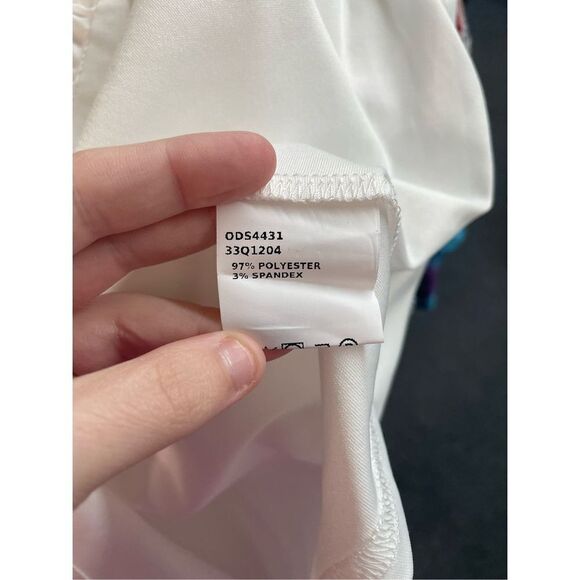 ODS4431
33Q1204
97% POLYESTER
3% SPANDEX